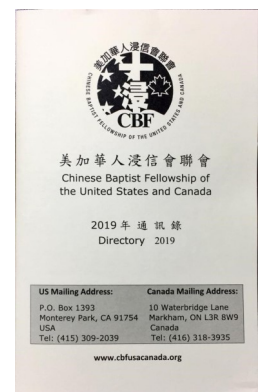 美加華人浸信會聯會
CHINESE BAPTIST FELLOWSHIP OF THE UNITED STATES AND CANADA
浸
CBF
美加華人浸信會聯會
Chinese Baptist Fellowship of
the United States and Canada
2019年 通訊錄
Directory 2019
US Mailing Address:
P.O. Box 1393
Monterey Park, CA 91754
USA
Tel: (415) 309-2039
Canada Mailing Address:
10 Waterbridge Lane
Markham, ON L3R 8W9
Canada
Tel: (416) 318-3935
www.cbfusacanada.org